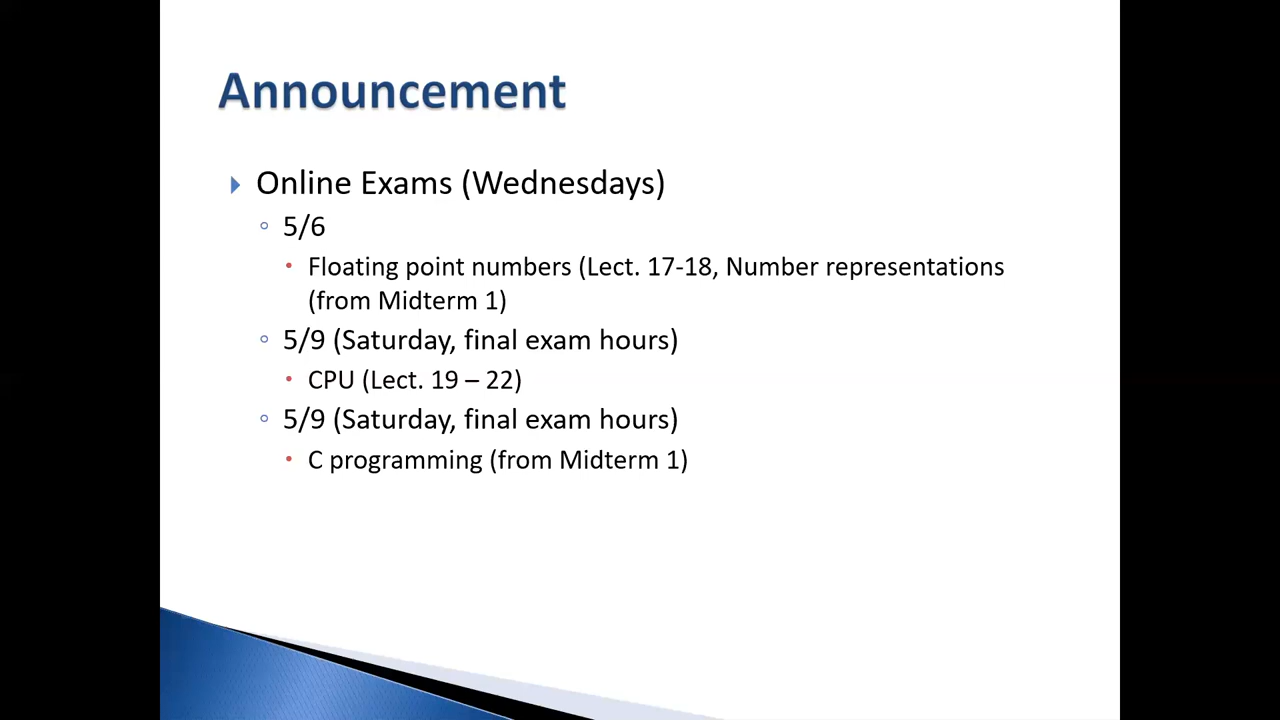 Announcement
Online Exams (Wednesdays)
5/6
Floating point numbers (Lect. 17-18, Number representations
(from Midterm 1)
5/9 (Saturday, final exam hours)
CPU (Lect. 19 – 22)
5/9 (Saturday, final exam hours)
C programming (from Midterm 1)